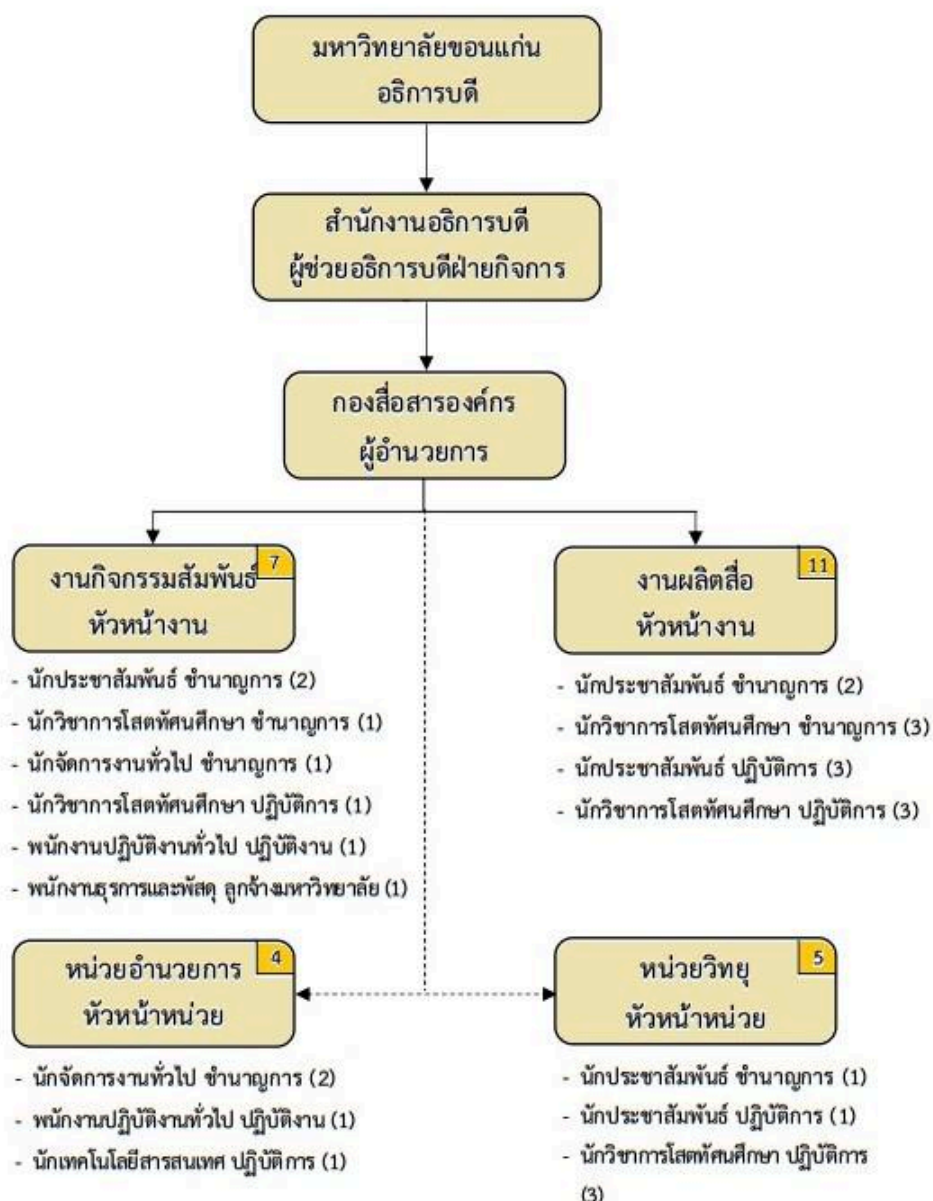 มหาวิทยาลัยขอนแก่น
อธิการบดี
สำนักงานอธิการบดี
ผู้ช่วยอธิการบดีฝ่ายกิจการ
กองสื่อสารองค์กร
ผู้อำนวยการ
7
งานกิจกรรมสัมพันธ์
หัวหน้างาน
- นักประชาสัมพันธ์ ชำนาญการ (2)
- นักวิชาการโสตทัศนศึกษา ชำนาญการ (1)
- นักจัดการงานทั่วไป ชำนาญการ (1)
- นักวิชาการโสตทัศนศึกษา ปฏิบัติการ (1)
- พนักงานปฏิบัติงานทั่วไป ปฏิบัติงาน (1)
- พนักงานธุรการและพัสดุ ลูกจ้างมหาวิทยาลัย (1)
11
งานผลิตสื่อ
หัวหน้างาน
- นักประชาสัมพันธ์ ชำนาญการ (2)
- นักวิชาการโสตทัศนศึกษา ชำนาญการ (3)
- นักประชาสัมพันธ์ ปฏิบัติการ (3)
- นักวิชาการโสตทัศนศึกษา ปฏิบัติการ (3)
4
หน่วยอำนวยการ
หัวหน้าหน่วย
- นักจัดการงานทั่วไป ชำนาญการ (2)
- พนักงานปฏิบัติงานทั่วไป ปฏิบัติงาน (1)
- นักเทคโนโลยีสารสนเทศ ปฏิบัติการ (1)
5
หน่วยวิทยุ
หัวหน้าหน่วย
- นักประชาสัมพันธ์ ชำนาญการ (1)
- นักประชาสัมพันธ์ ปฏิบัติการ (1)
- นักวิชาการโสตทัศนศึกษา ปฏิบัติการ
(3)